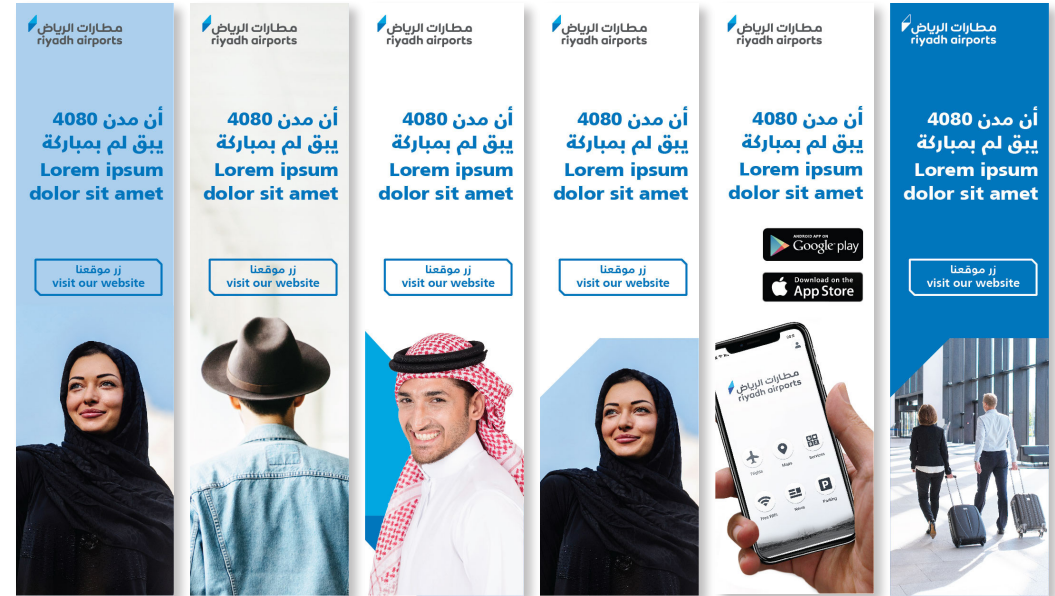 مطارات الرياض
riyadh airports
أن مدن 4080
يبق لم بمباركة
Lorem ipsum
dolor sit amet
زر موقعنا
visit our website
مطارات الرياض
riyadh airports
أن مدن 4080
يبق لم بمباركة
Lorem ipsum
dolor sit amet
زر موقعنا
visit our website
مطارات الرياض
riyadh airports
أن مدن 4080
يبق لم بمباركة
Lorem ipsum
dolor sit amet
زر موقعنا
visit our website
مطارات الرياض
riyadh airports
أن مدن 4080
يبق لم بمباركة
Lorem ipsum
dolor sit amet
زر موقعنا
visit our website
مطارات الرياض
riyadh airports
أن مدن 4080
يبق لم بمباركة
Lorem ipsum
dolor sit amet
ANDROID APP ON
Google play
Download on the
App Store
مطارات الرياض
riyadh airports
Flights
Maps
Services
Free WiFi
Parking
P
مطارات الرياض
riyadh airports
أن مدن 4080
يبق لم بمباركة
Lorem ipsum
dolor sit amet
زر موقعنا
visit our website